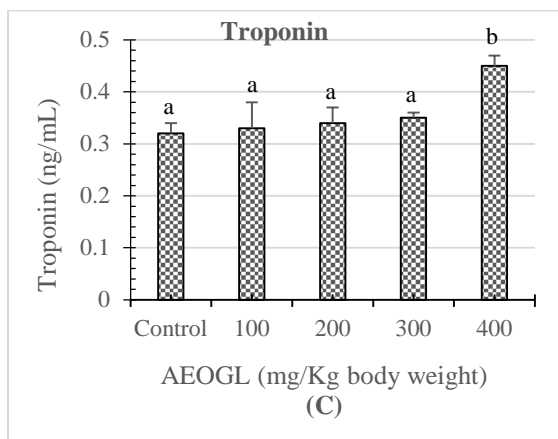 Troponin
Troponin (ng/mL)
0.5
0.4
0.3
0.2
0.1
0
a
a
a
a
b
Control 100 200 300 400
AEOGL (mg/Kg body weight)
(C)